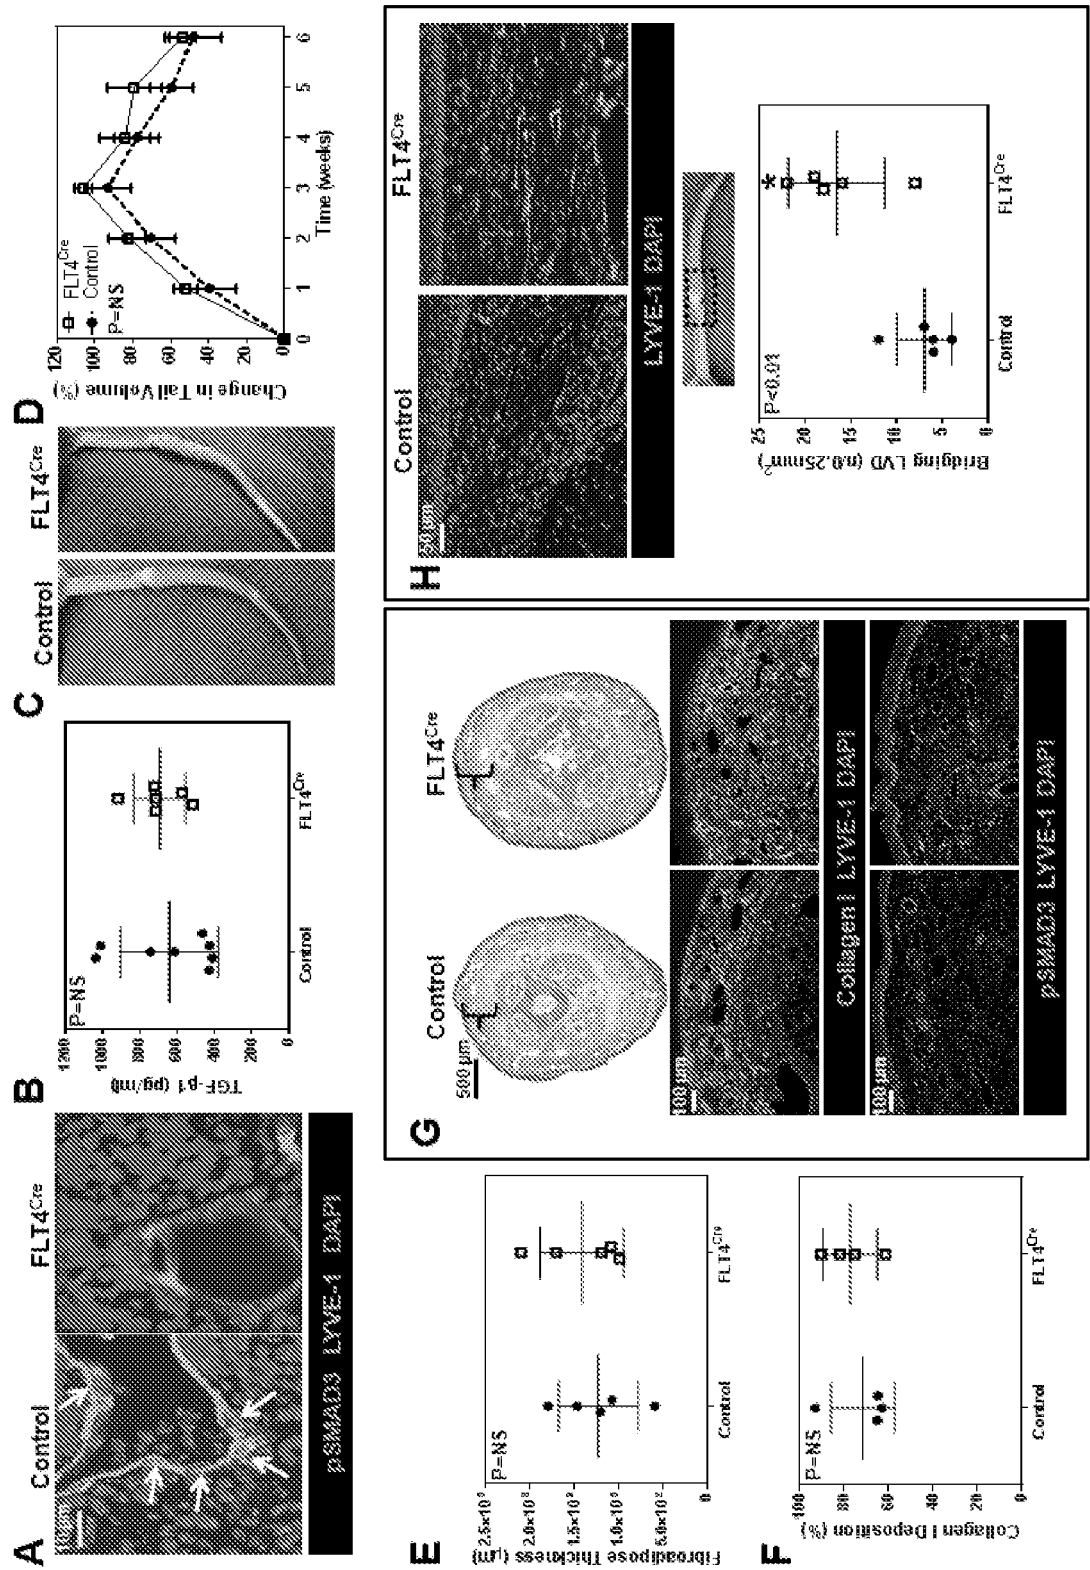 A
Control
FLT4Cre
10 µm
pSMAD3 LYVE-1 DAPI
B
P=NS
TGF-β1 (pg/ml)
1200
1000
800
600
400
200
0
Control
FLT4Cre
C
Control
FLT4Cre
D
FLT4Cre
Control
P=NS
Change in Tail Volume (%)
120
100
80
60
40
20
0
0 1 2 3 4 5 6
Time (weeks)
E
P=NS
Fibroadipose Thickness (µm)
0
Control
FLT4Cre
F
P=NS
Collagen I Deposition (%)
100
80
60
40
20
0
Control
FLT4Cre
G
Control
FLT4Cre
500 µm
100 µm
Collagen I LYVE-1 DAPI
100 µm
pSMAD3 LYVE-1 DAPI
H
Control
FLT4Cre
50 µm
LYVE-1 DAPI
P<0.01
Bridging LVD (n/0.25mm²)
25
20
15
10
5
0
*
Control
FLT4Cre